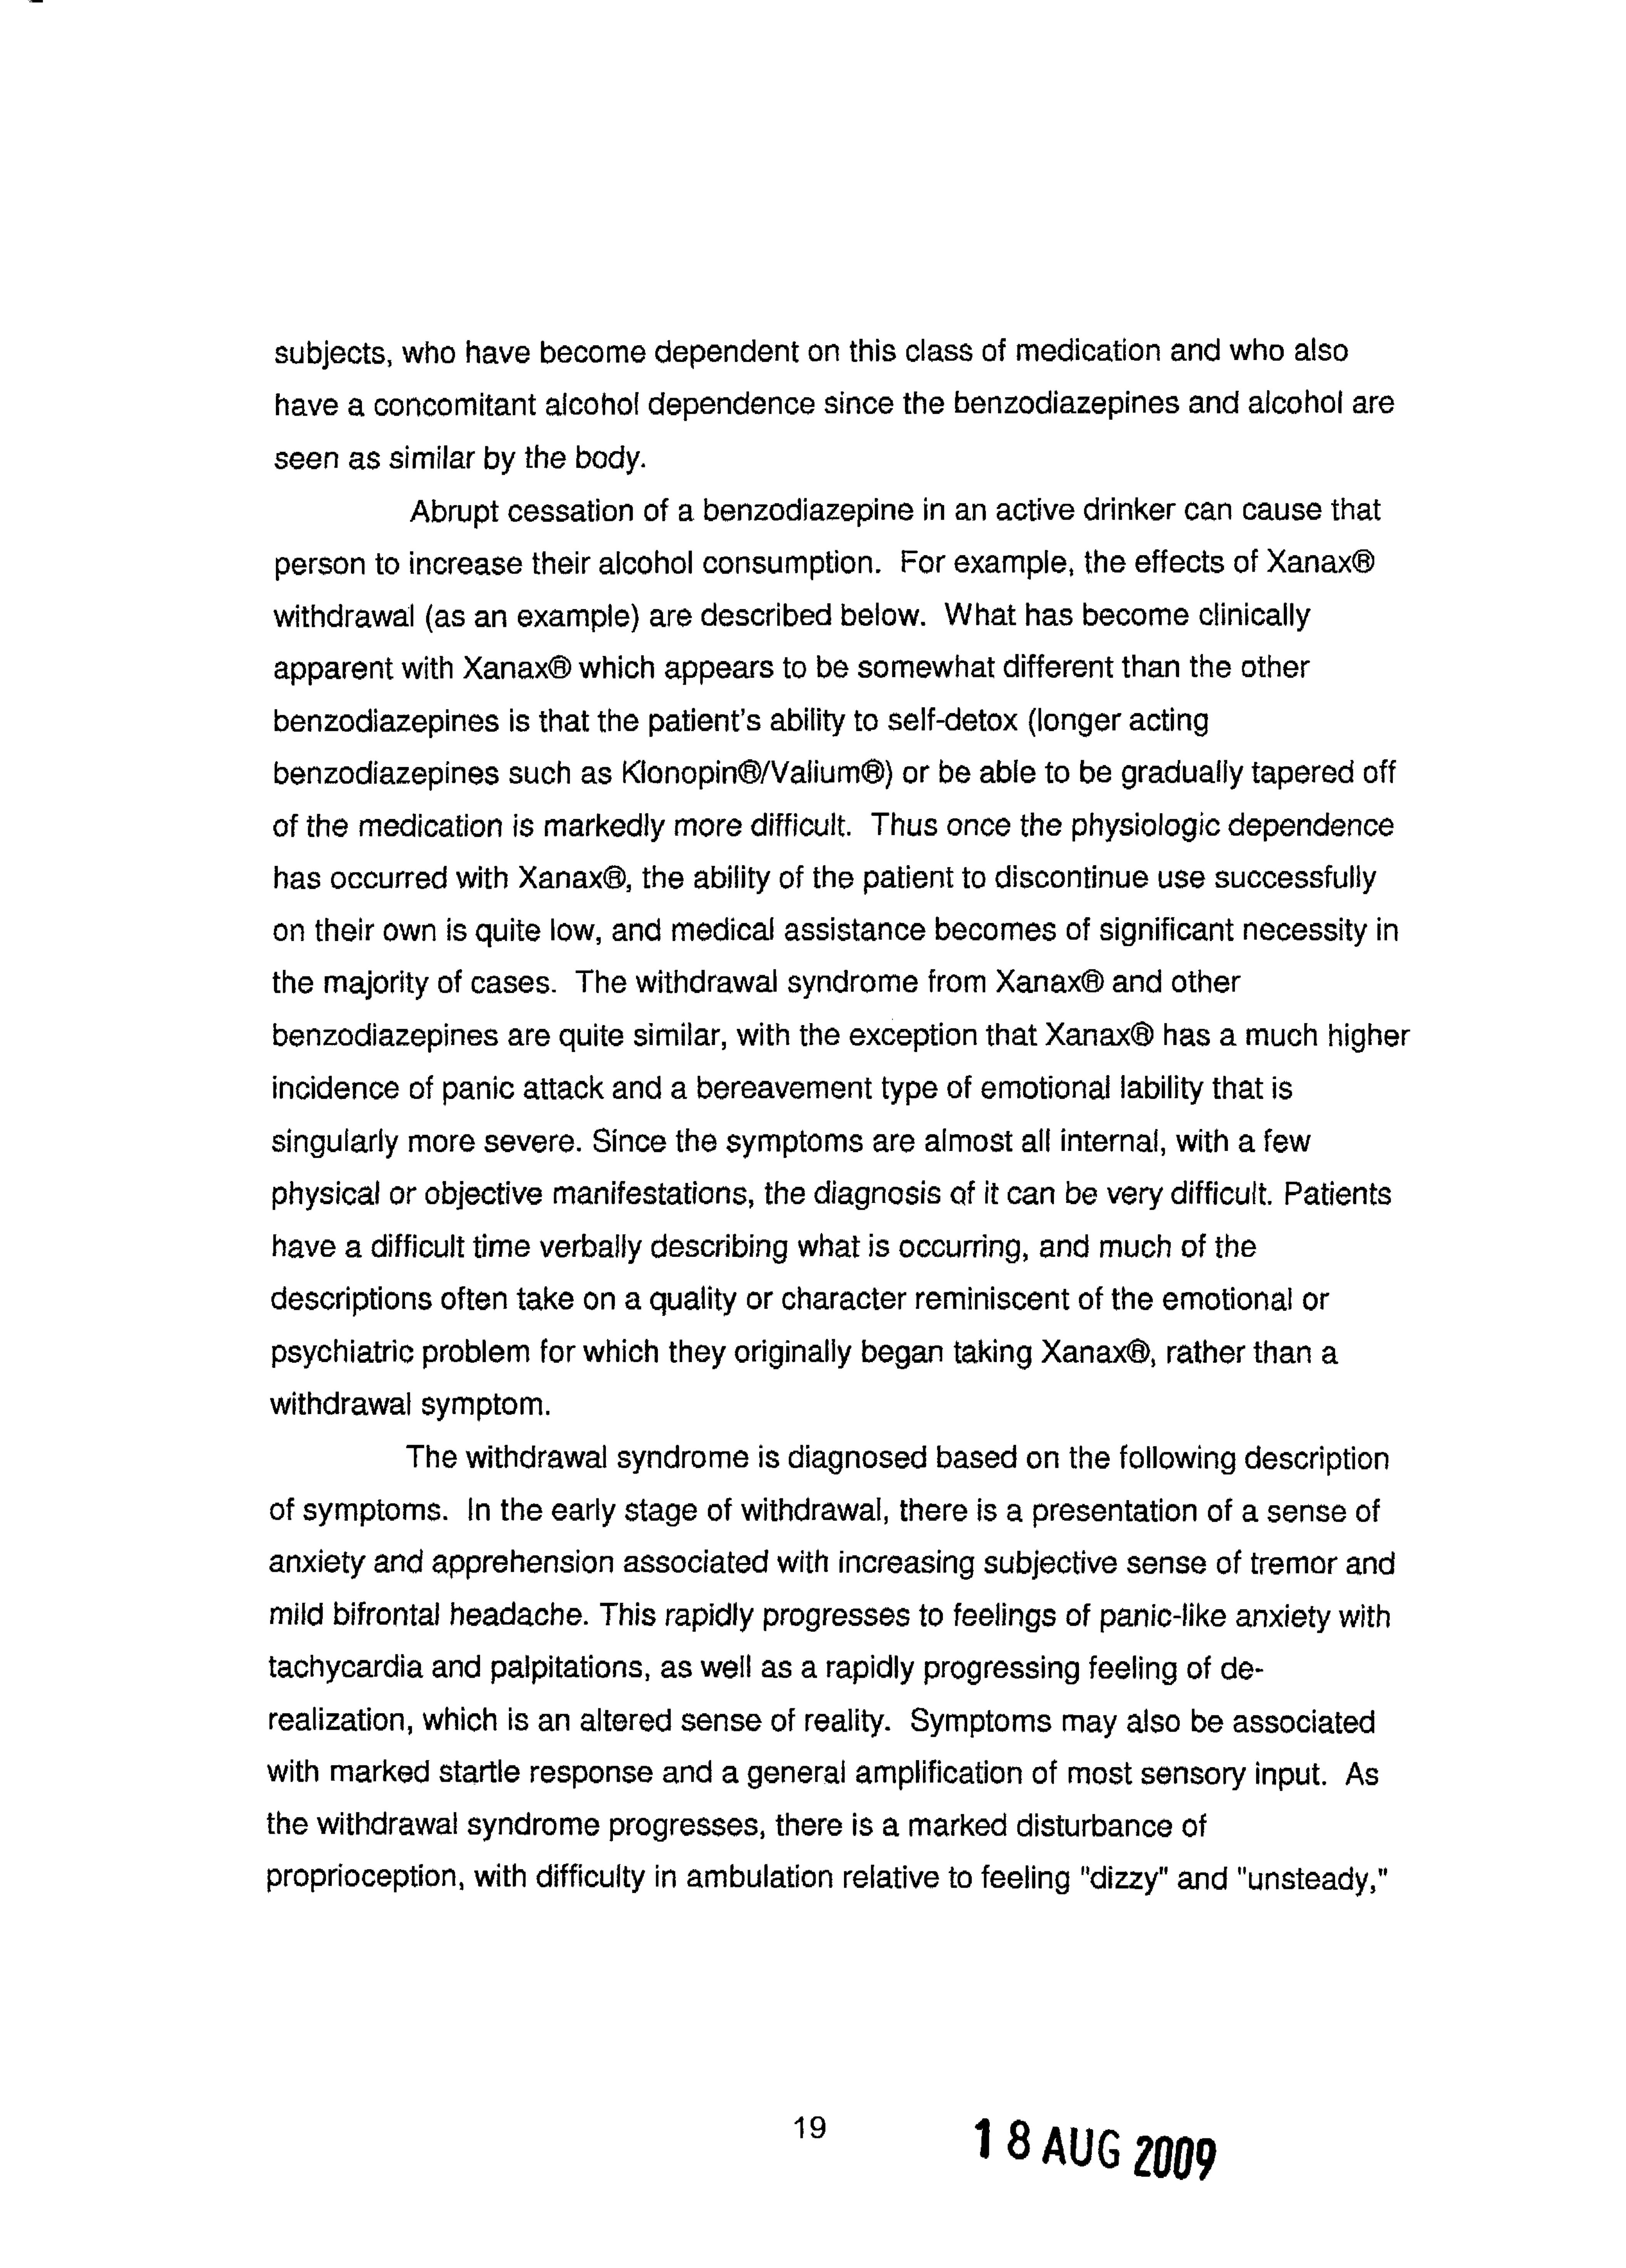 subjects, who have become dependent on this class of medication and who also
have a concomitant alcohol dependence since the benzodiazepines and alcohol are
seen as similar by the body.
Abrupt cessation of a benzodiazepine in an active drinker can cause that
person to increase their alcohol consumption.  For example, the effects of Xanax®
withdrawal (as an example) are described below.  What has become clinically
apparent with Xanax® which appears to be somewhat different than the other
benzodiazepines is that the patient's ability to self-detox (longer acting
benzodiazepines such as Klonopin®/Valium®) or be able to be gradually tapered off
of the medication is markedly more difficult.  Thus once the physiologic dependence
has occurred with Xanax®, the ability of the patient to discontinue use successfully
on their own is quite low, and medical assistance becomes of significant necessity in
the majority of cases.  The withdrawal syndrome from Xanax® and other
benzodiazepines are quite similar, with the exception that Xanax® has a much higher
incidence of panic attack and a bereavement type of emotional lability that is
singularly more severe. Since the symptoms are almost all internal, with a few
physical or objective manifestations, the diagnosis of it can be very difficult. Patients
have a difficult time verbally describing what is occurring, and much of the
descriptions often take on a quality or character reminiscent of the emotional or
psychiatric problem for which they originally began taking Xanax®, rather than a
withdrawal symptom.
The withdrawal syndrome is diagnosed based on the following description
of symptoms.  In the early stage of withdrawal, there is a presentation of a sense of
anxiety and apprehension associated with increasing subjective sense of tremor and
mild bifrontal headache. This rapidly progresses to feelings of panic-like anxiety with
tachycardia and palpitations, as well as a rapidly progressing feeling of de-
realization, which is an altered sense of reality.  Symptoms may also be associated
with marked startle response and a general amplification of most sensory input.  As
the withdrawal syndrome progresses, there is a marked disturbance of
proprioception, with difficulty in ambulation relative to feeling "dizzy" and "unsteady,"
19
18 AUG 2009